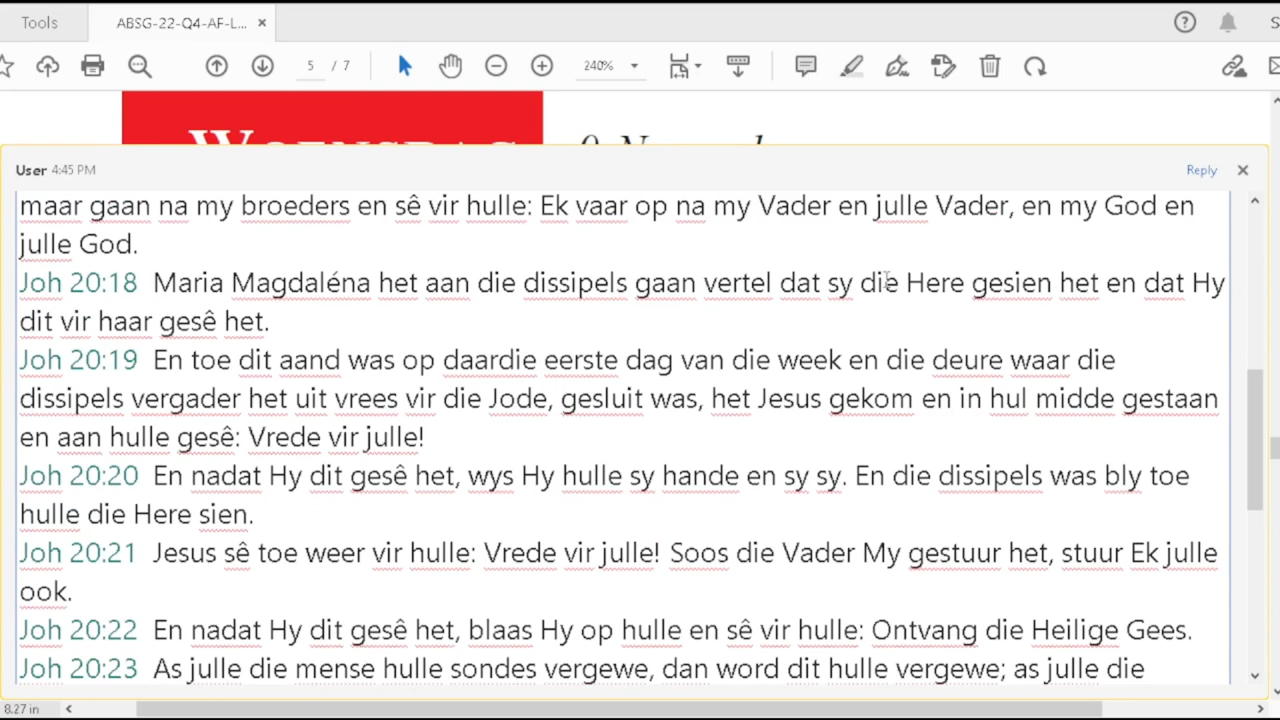 Tools
ABSG-22-Q4-AF-L... ×
5 / 7
240%
User 4:45 PM
Reply
maar gaan na my broeders en sê vir hulle: Ek vaar op na my Vader en julle Vader, en my God en
julle God.
Joh 20:18 Maria Magdaléna het aan die dissipels gaan vertel dat sy die Here gesien het en dat Hy
dit vir haar gesê het.
Joh 20:19 En toe dit aand was op daardie eerste dag van die week en die deure waar die
dissipels vergader het uit vrees vir die Jode, gesluit was, het Jesus gekom en in hul midde gestaan
en aan hulle gesê: Vrede vir julle!
Joh 20:20 En nadat Hy dit gesê het, wys Hy hulle sy hande en sy sy. En die dissipels was bly toe
hulle die Here sien.
Joh 20:21 Jesus sê toe weer vir hulle: Vrede vir julle! Soos die Vader My gestuur het, stuur Ek julle
ook.
Joh 20:22 En nadat Hy dit gesê het, blaas Hy op hulle en sê vir hulle: Ontvang die Heilige Gees.
Joh 20:23 As julle die mense hulle sondes vergewe, dan word dit hulle vergewe; as julle die
8.27 in